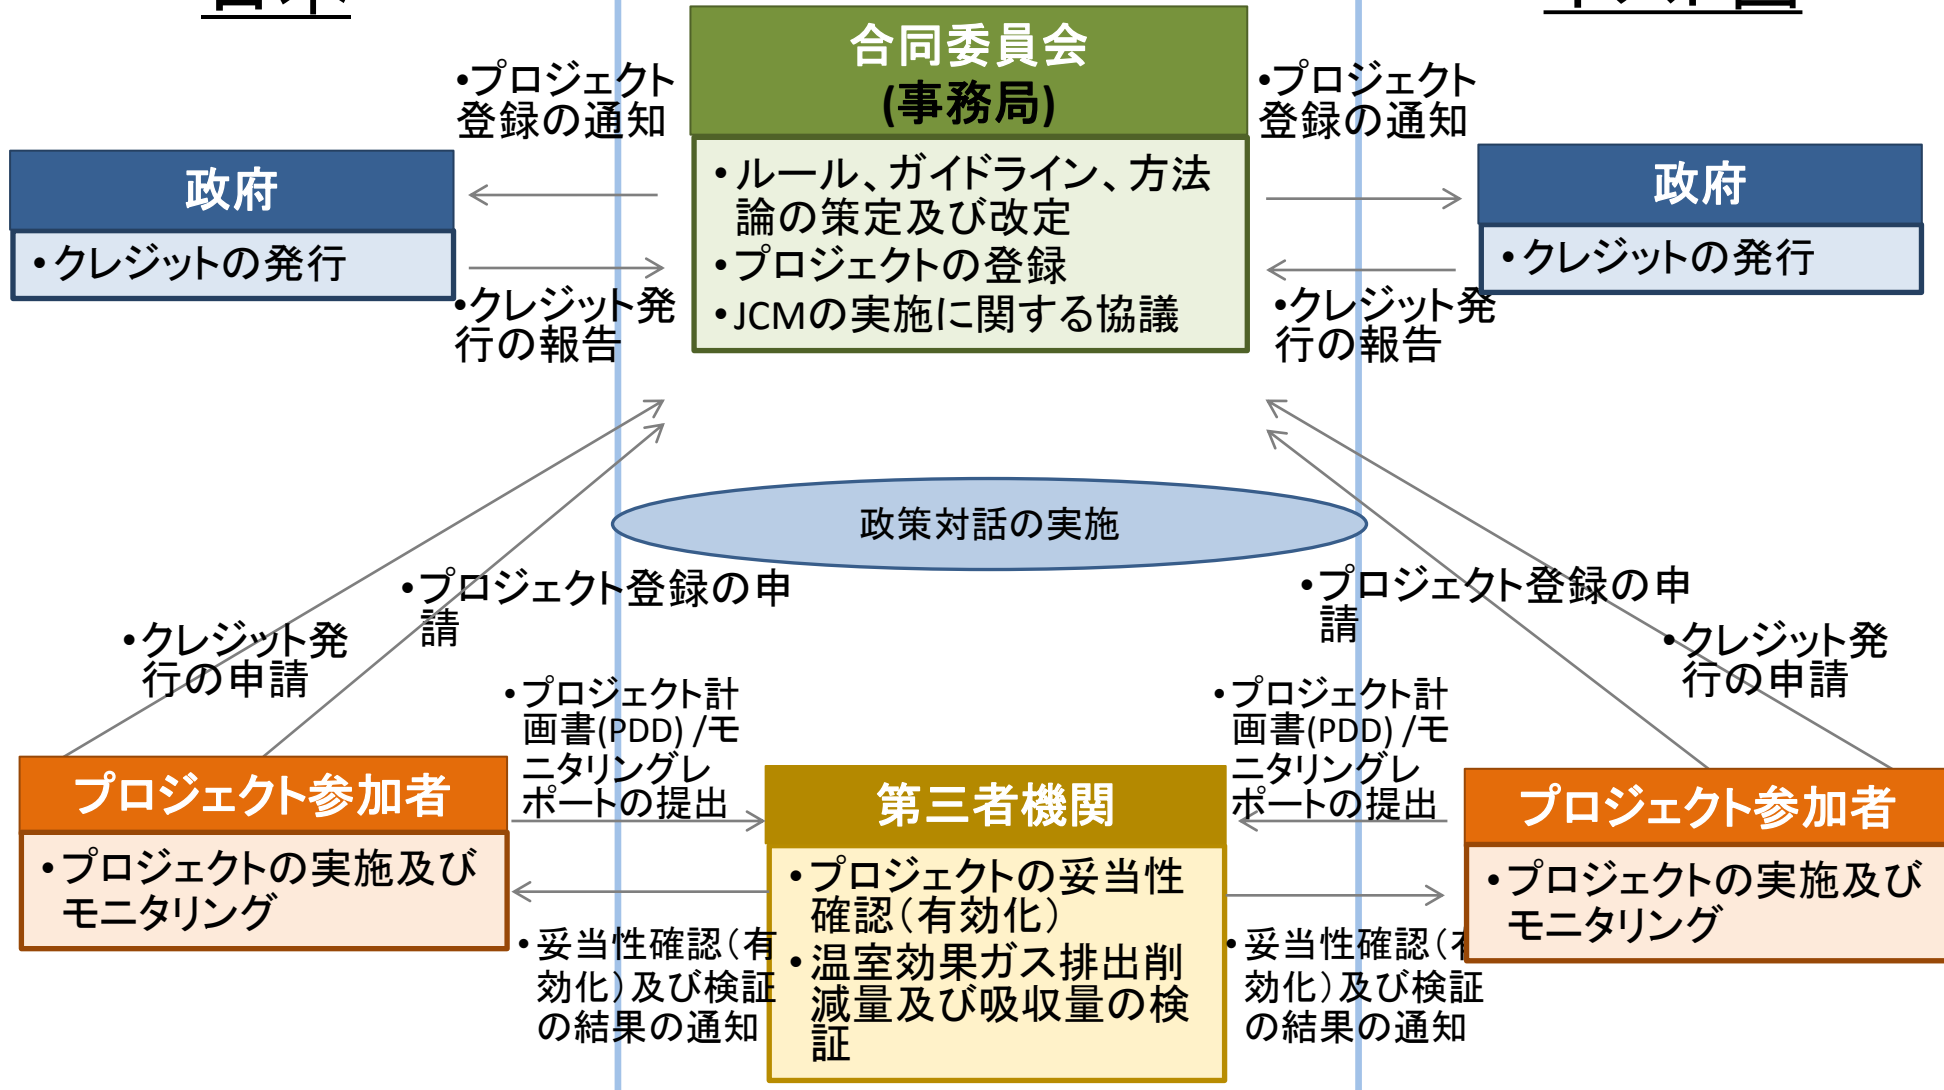 日本
合同委員会
(事務局)
•プロジェクト
登録の通知
•プロジェクト
登録の通知
政府
•クレジットの発行
•ルール、ガイドライン、方法
論の策定及び改定
•プロジェクトの登録
•JCMの実施に関する協議
政府
•クレジットの発行
•クレジット発
行の報告
•クレジット発
行の報告
政策対話の実施
•プロジェクト登録の申
請
•クレジット発
行の申請
•プロジェクト登録の申
請
•クレジット発
行の申請
•プロジェクト計
画書(PDD) /モ
ニタリングレ
ポートの提出
•プロジェクト計
画書(PDD) /モ
ニタリングレ
ポートの提出
プロジェクト参加者
•プロジェクトの実施及び
モニタリング
第三者機関
•プロジェクトの妥当性
確認（有効化）
•温室効果ガス排出削
減量及び吸収量の検
証
プロジェクト参加者
•プロジェクトの実施及び
モニタリング
•妥当性確認（有
効化）及び検証
の結果の通知
•妥当性確認（有
効化）及び検証
の結果の通知